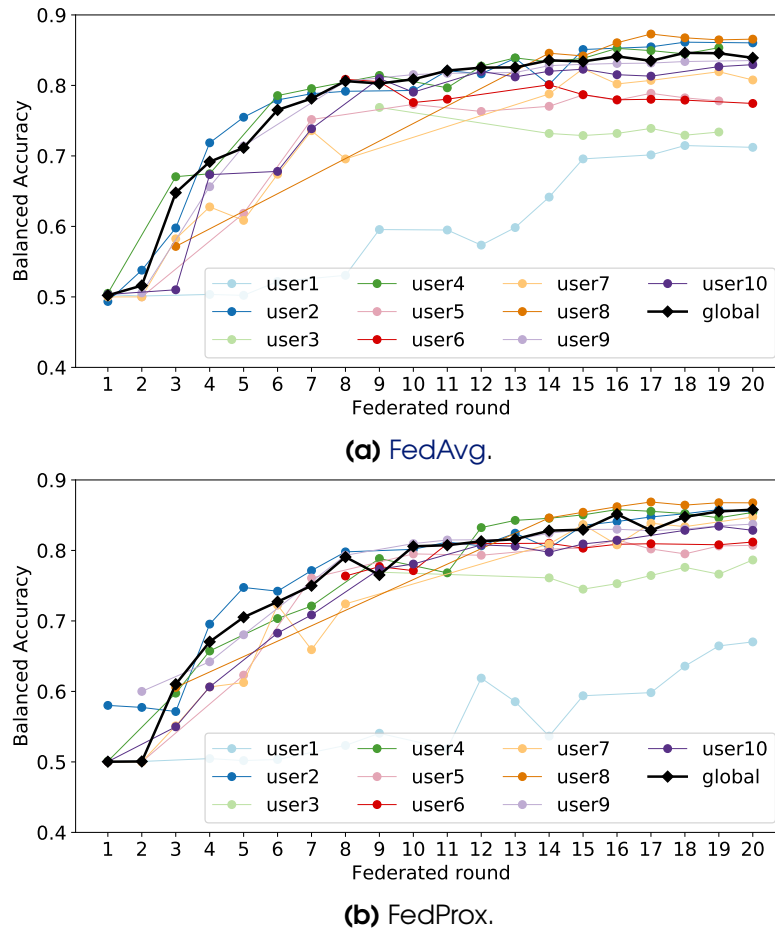 0.9
0.8
0.7
0.6
0.5
0.4
Balanced Accuracy
user1 user4 user7 user10
user2 user5 user8 global
user3 user6 user9
1 2 3 4 5 6 7 8 9 10 11 12 13 14 15 16 17 18 19 20
Federated round
(a) FedAvg.
0.9
0.8
0.7
0.6
0.5
0.4
Balanced Accuracy
user1 user4 user7 user10
user2 user5 user8 global
user3 user6 user9
1 2 3 4 5 6 7 8 9 10 11 12 13 14 15 16 17 18 19 20
Federated round
(b) FedProx.